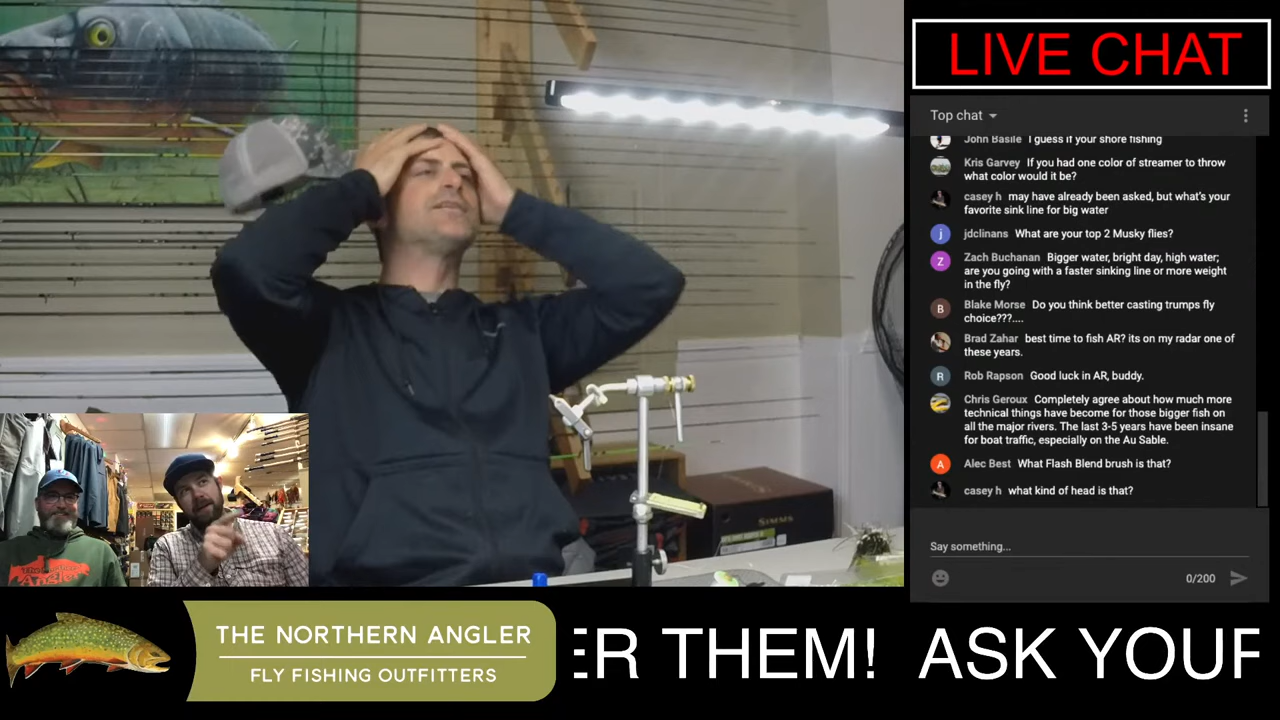 LIVE CHAT
Top chat
John Basile I guess if your shore fishing
Kris Garvey If you had one color of streamer to throw
what color would it be?
casey h may have already been asked, but what's your
favorite sink line for big water
j
jdclinans What are your top 2 Musky flies?
Z
Zach Buchanan Bigger water, bright day, high water;
are you going with a faster sinking line or more weight
in the fly?
B
Blake Morse Do you think better casting trumps fly
choice???....
Brad Zahar best time to fish AR? its on my radar one of
these years.
R
Rob Rapson Good luck in AR, buddy.
Chris Geroux Completely agree about how much more
technical things have become for those bigger fish on
all the major rivers. The last 3-5 years have been insane
for boat traffic, especially on the Au Sable.
A
Alec Best What Flash Blend brush is that?
casey h what kind of head is that?
Say something...
0/200
SIMMS
THE NORTHERN ANGLER
FLY FISHING OUTFITTERS
ER THEM! ASK YOUR